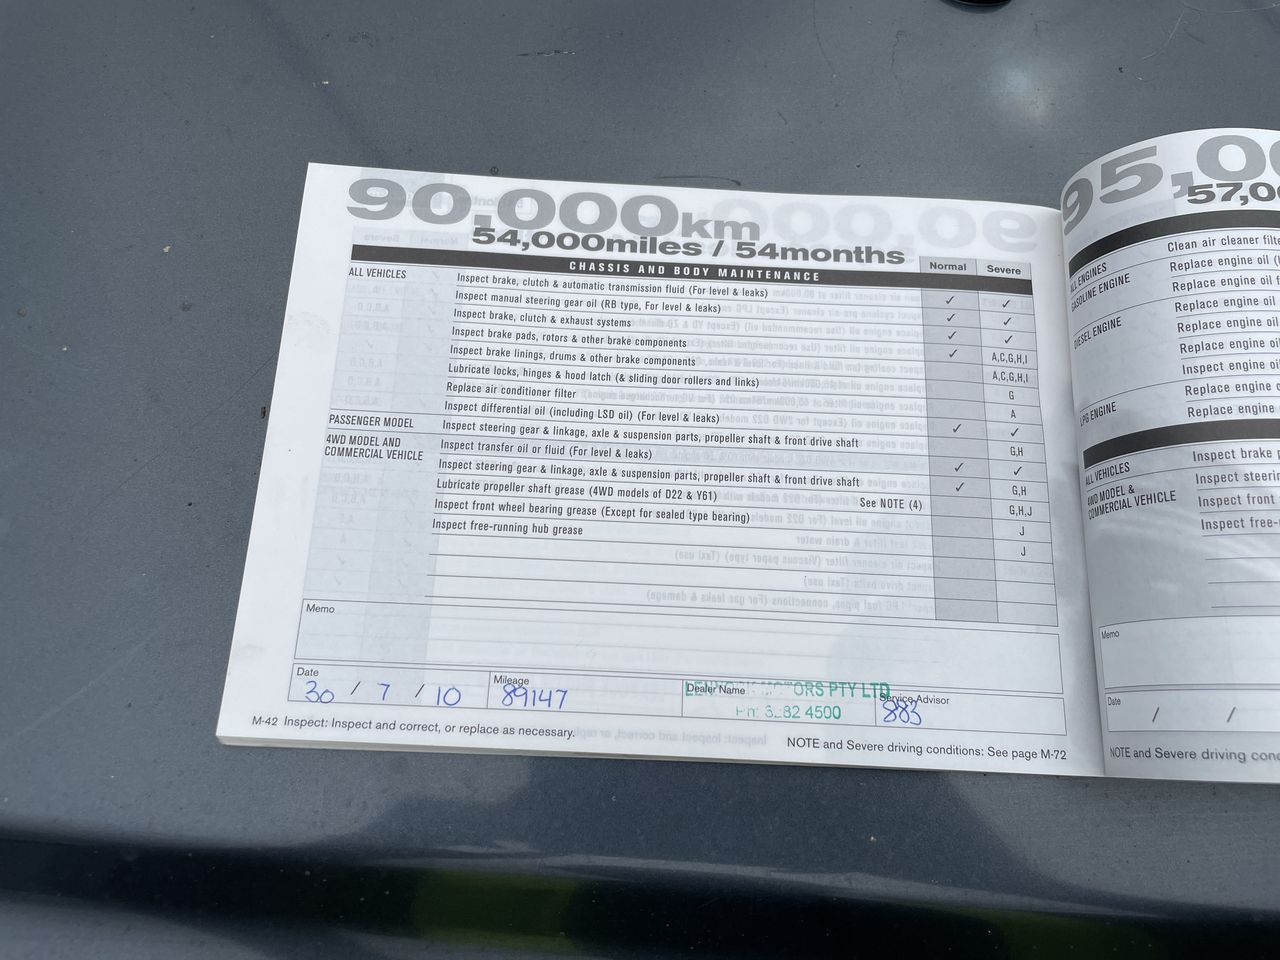 90,000km
54,000miles / 54months
CHASSIS AND BODY MAINTENANCE Normal Severe
ALL VEHICLES Inspect brake, clutch & automatic transmission fluid (For level & leaks) ✓ ✓
Inspect manual steering gear oil (RB type, For level & leaks) ✓ ✓
Inspect brake, clutch & exhaust systems ✓ ✓
Inspect brake pads, rotors & other brake components ✓ A,C,G,H,I
Inspect brake linings, drums & other brake components A,C,G,H,I
Lubricate locks, hinges & hood latch (& sliding door rollers and links) G
Replace air conditioner filter A
Inspect differential oil (including LSD oil) (For level & leaks) ✓ ✓
PASSENGER MODEL Inspect steering gear & linkage, axle & suspension parts, propeller shaft & front drive shaft G,H
4WD MODEL AND COMMERCIAL VEHICLE Inspect transfer oil or fluid (For level & leaks) ✓ ✓
Inspect steering gear & linkage, axle & suspension parts, propeller shaft & front drive shaft ✓ G,H
Lubricate propeller shaft grease (4WD models of D22 & Y61) See NOTE (4) G,H,J
Inspect front wheel bearing grease (Except for sealed type bearing) J
Inspect free-running hub grease J
Memo
Date Mileage Dealer Name Service Advisor
30 / 7 / 10 89147 ORS PTY LTD 883
82 4500
M-42 Inspect: Inspect and correct, or replace as necessary.
NOTE and Severe driving conditions: See page M-72
95,0
57,0
ALL ENGINES Clean air cleaner filte
GASOLINE ENGINE Replace engine oil
Replace engine oil f
DIESEL ENGINE Replace engine oil
Replace engine oil
Replace engine oil
Inspect engine oil
Replace engine
LPG ENGINE Replace engine
ALL VEHICLES Inspect brake
4WD MODEL & COMMERCIAL VEHICLE Inspect steerin
Inspect front
Inspect free-r
Memo
Date
/ /
NOTE and Severe driving cond